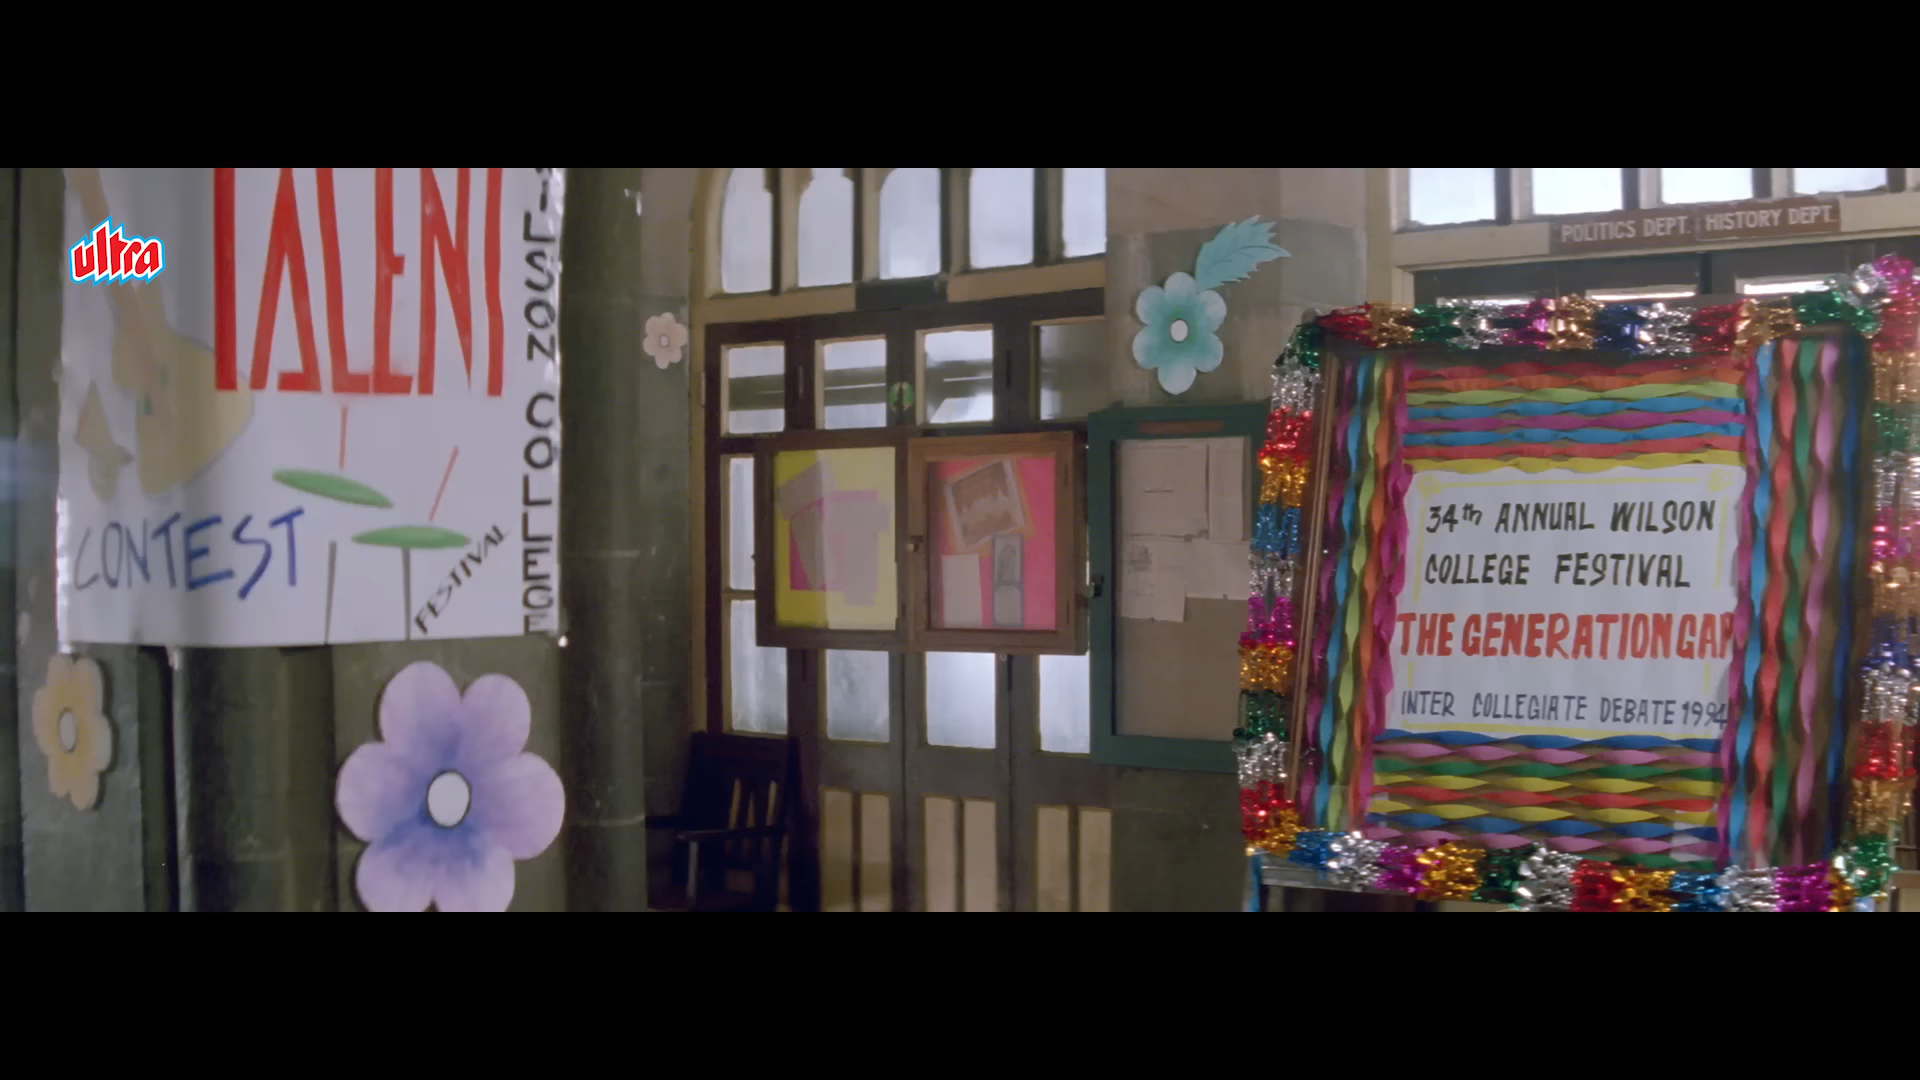 ultra
TALENT
CONTEST
FESTIVAL
WILSON COLLEGE
POLITICS DEPT. HISTORY DEPT.
34th ANNUAL WILSON
COLLEGE FESTIVAL
THE GENERATION GAP
INTER COLLEGIATE DEBATE 1994